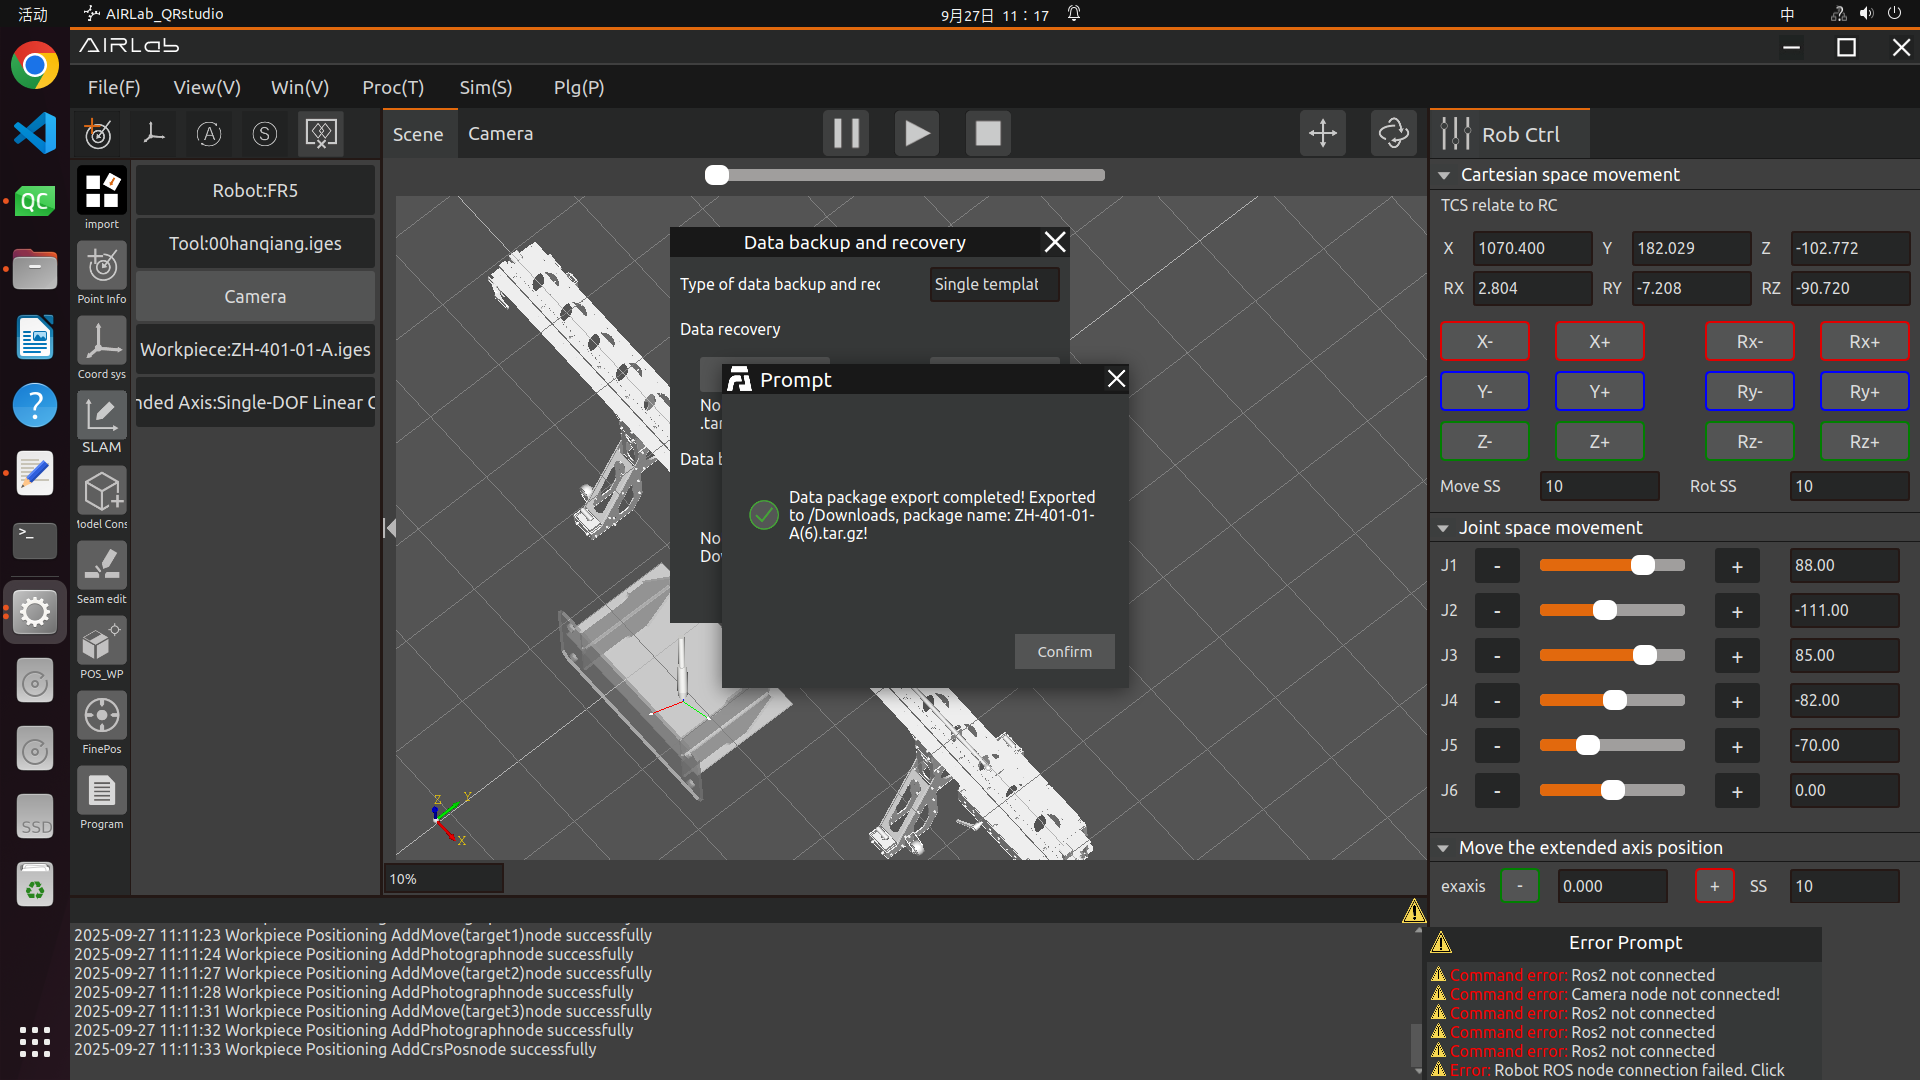 活动
AIRLab_QRstudio
9月27日 11：17
中
AIRLab
File(F)
View(V)
Win(V)
Proc(T)
Sim(S)
Plg(P)
A
S
Scene
Camera
Rob Ctrl
import
Point Info
Coord sys
SLAM
Model Cons
Seam edit
POS_WP
FinePos
Program
Robot:FR5
Tool:00hanqiang.iges
Camera
Workpiece:ZH-401-01-A.iges
nded Axis:Single-DOF Linear C
QC
SSD
Data backup and recovery
Type of data backup and rec
Single templat
Data recovery
No
.tar
Data b
No
Dow
Prompt
Data package export completed! Exported
to /Downloads, package name: ZH-401-01-
A(6).tar.gz!
Confirm
Z
Y
X
10%
Cartesian space movement
TCS relate to RC
X 1070.400 Y 182.029 Z -102.772
RX 2.804 RY -7.208 RZ -90.720
X- X+ Rx- Rx+
Y- Y+ Ry- Ry+
Z- Z+ Rz- Rz+
Move SS 10 Rot SS 10
Joint space movement
J1 - + 88.00
J2 - + -111.00
J3 - + 85.00
J4 - + -82.00
J5 - + -70.00
J6 - + 0.00
Move the extended axis position
exaxis - 0.000 + SS 10
2025-09-27 11:11:23 Workpiece Positioning AddMove(target1)node successfully
2025-09-27 11:11:24 Workpiece Positioning AddPhotographnode successfully
2025-09-27 11:11:27 Workpiece Positioning AddMove(target2)node successfully
2025-09-27 11:11:28 Workpiece Positioning AddPhotographnode successfully
2025-09-27 11:11:31 Workpiece Positioning AddMove(target3)node successfully
2025-09-27 11:11:32 Workpiece Positioning AddPhotographnode successfully
2025-09-27 11:11:33 Workpiece Positioning AddCrsPosnode successfully
Error Prompt
Command error: Ros2 not connected
Command error: Camera node not connected!
Command error: Ros2 not connected
Command error: Ros2 not connected
Command error: Ros2 not connected
Error: Robot ROS node connection failed. Click